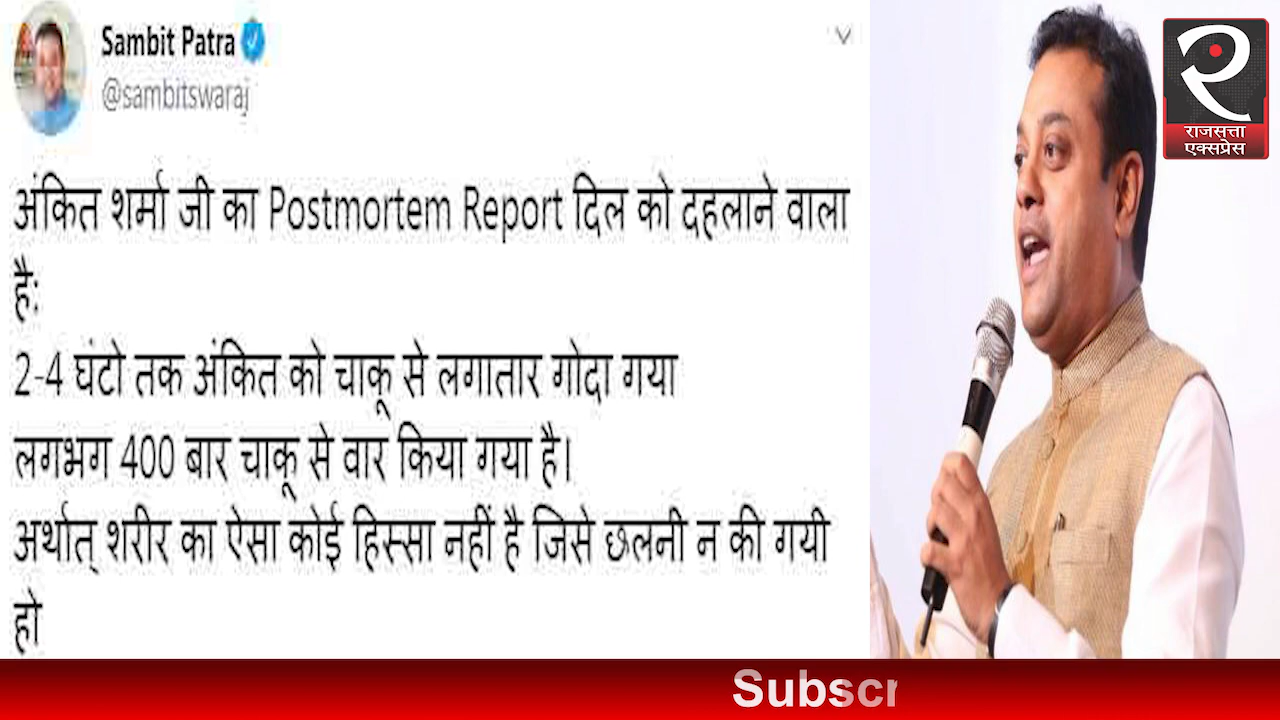 Sambit Patra
@sambitswaraj
अंकित शर्मा जी का Postmortem Report दिल को दहलाने वाला
है:
2-4 घंटो तक अंकित को चाकू से लगातार गोदा गया
लगभग 400 बार चाकू से वार किया गया है।
अर्थात् शरीर का ऐसा कोई हिस्सा नहीं है जिसे छलनी न की गयी
हो
राजसत्ता
एक्सप्रेस
Subscr